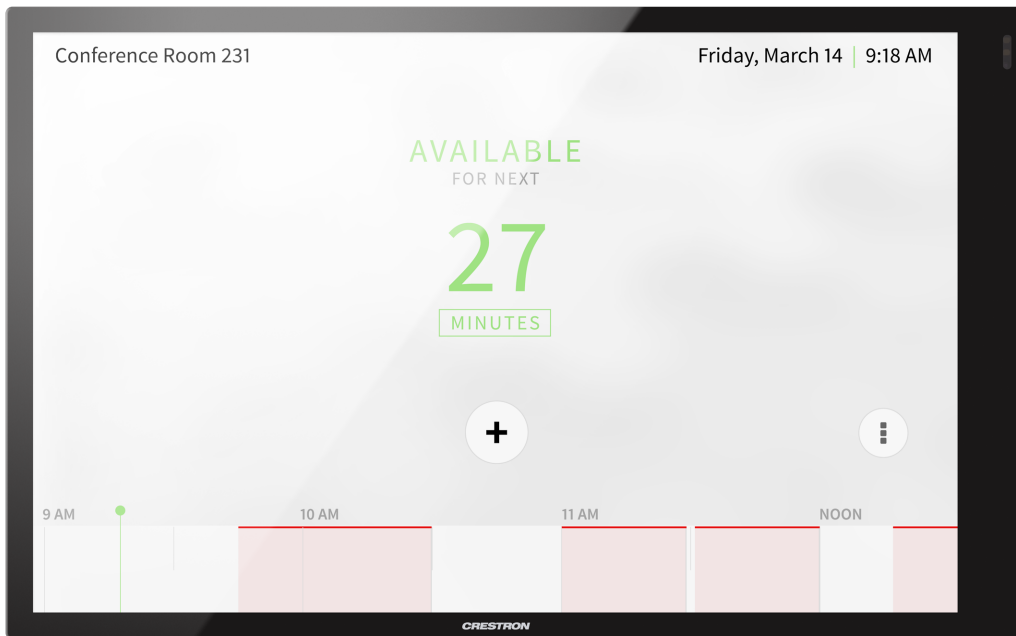 Conference Room 231
Friday, March 14 | 9:18 AM
AVAILABLE
FOR NEXT
27
MINUTES
+
9 AM
10 AM
11 AM
NOON
CRESTRON